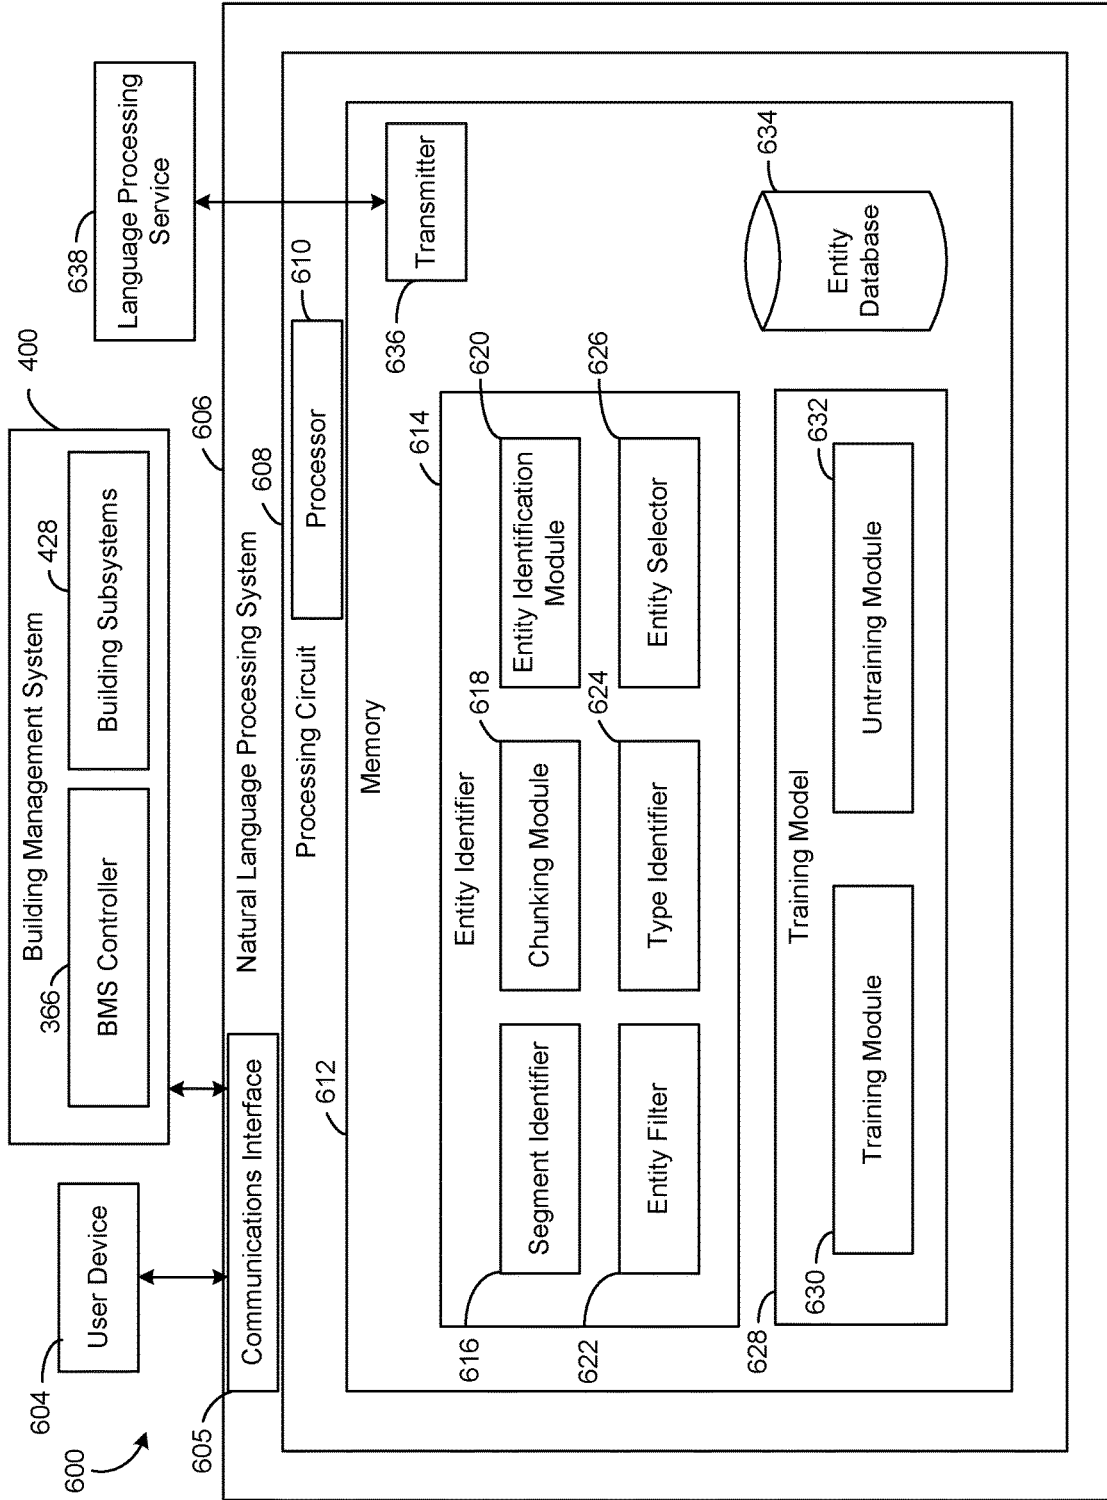 600
604
User Device
Building Management System
400
366
BMS Controller
428
Building Subsystems
638
Language Processing
Service
605
Communications Interface
606
Natural Language Processing System
608
Processing Circuit
610
Processor
612
Memory
636
Transmitter
614
Entity Identifier
616
Segment Identifier
618
Chunking Module
620
Entity Identification
Module
622
Entity Filter
624
Type Identifier
626
Entity Selector
628
Training Model
630
Training Module
632
Untraining Module
634
Entity
Database